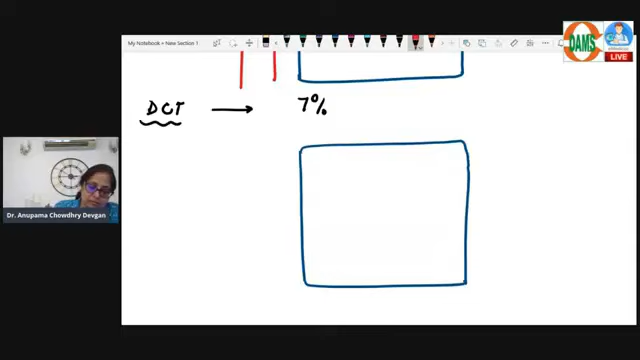 My Notebook > New Section 1
DAMS
LIVE
DCT → 7%
Dr. Anupama Chowdhry Devgan